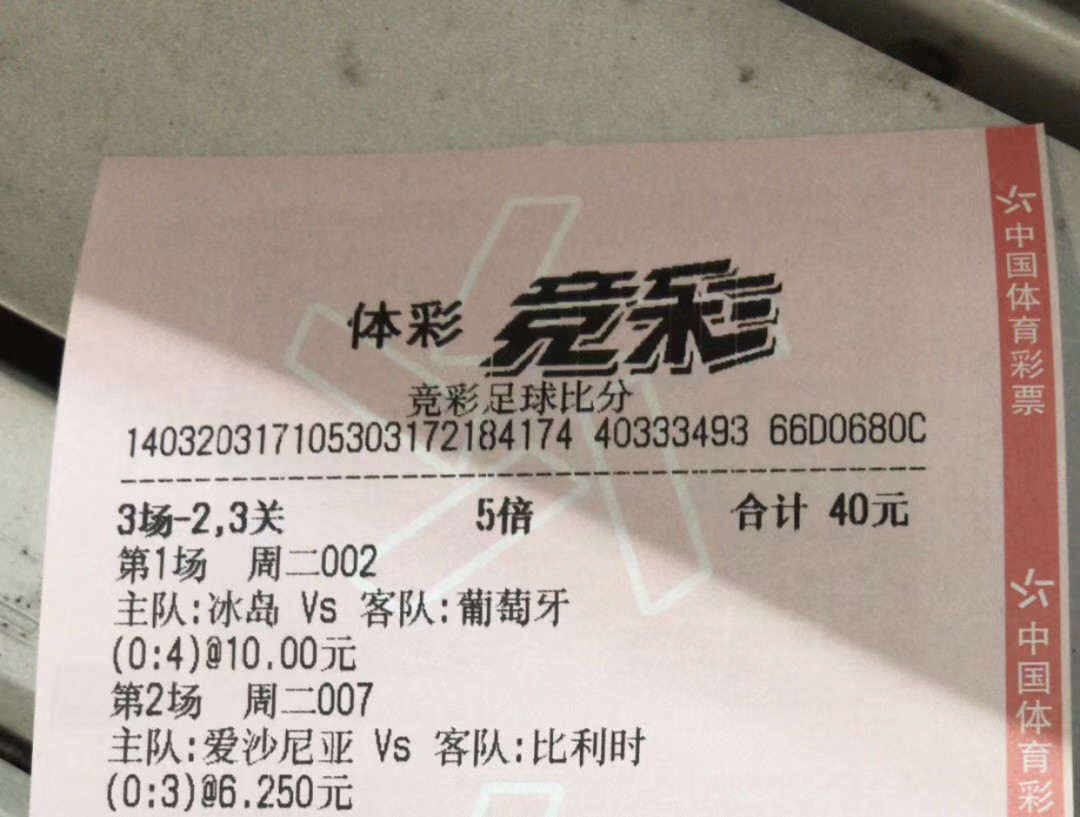 体彩 竞彩
竞彩足球比分
140320317105303172184174 40333493 66D0680C
3场-2,3关 5倍 合计 40元
第1场 周二002
主队:冰岛 Vs 客队:葡萄牙
(0:4)@10.00元
第2场 周二007
主队:爱沙尼亚 Vs 客队:比利时
(0:3)@6.250元
中国体育彩票
中国体育彩